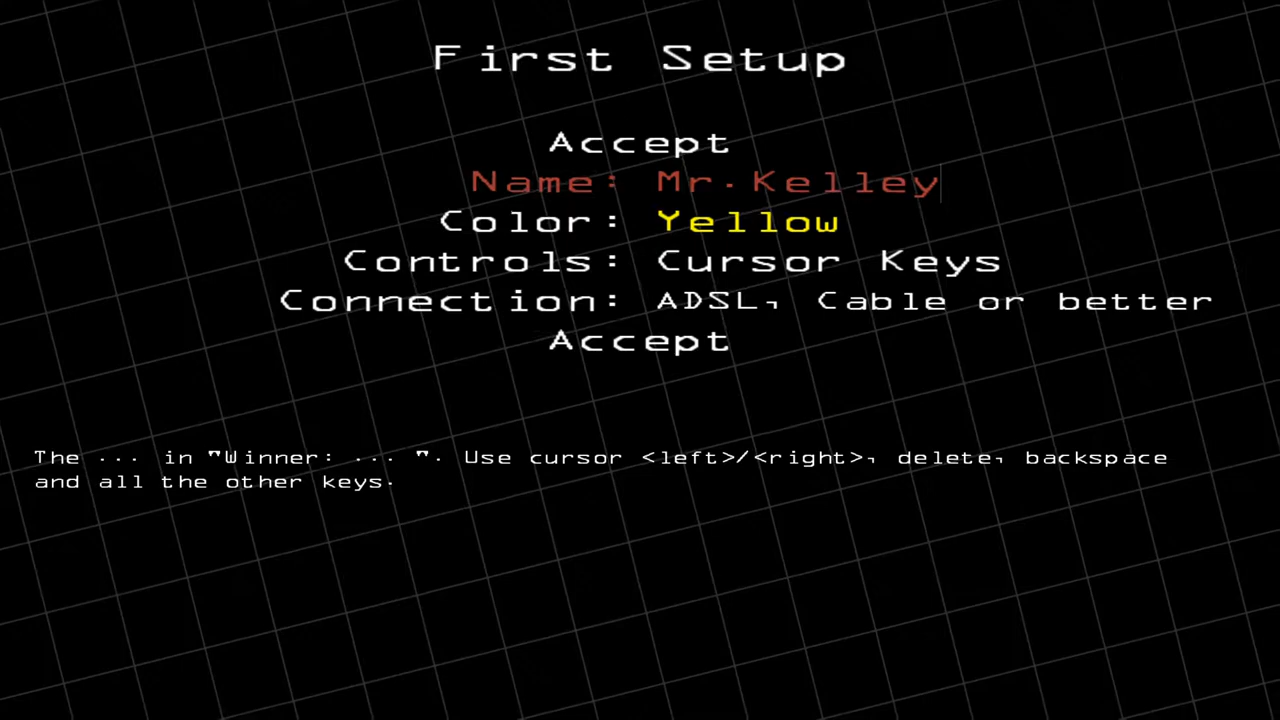 First Setup
Accept
Name: Mr.Kelley
Color: Yellow
Controls: Cursor Keys
Connection: ADSL, Cable or better
Accept
The ... in "Winner: ... ". Use cursor <left>/<right>, delete, backspace
and all the other keys.